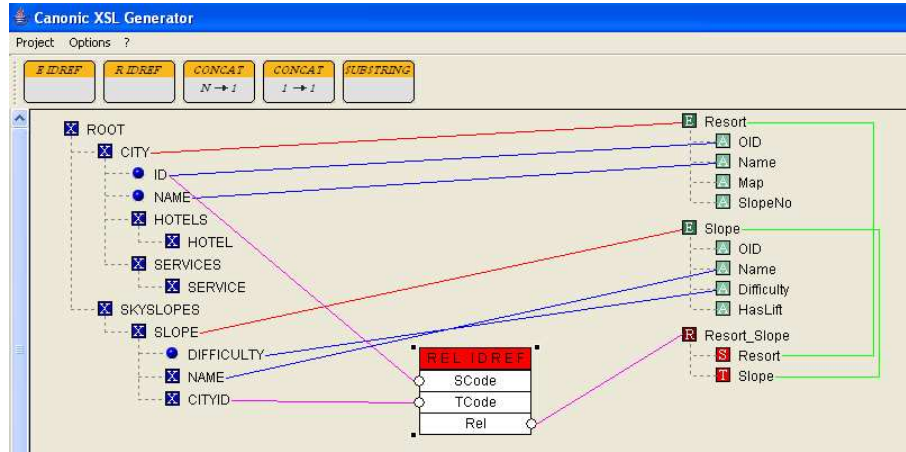 Canonic XSL Generator
Project Options ?
E IDREF R IDREF CONCAT N→1 CONCAT 1→1 SUBSTRING
X ROOT
X CITY
ID
NAME
X HOTELS
X HOTEL
X SERVICES
X SERVICE
X SKYSLOPES
X SLOPE
DIFFICULTY
X NAME
X CITYID
REL IDREF
SCode
TCode
Rel
E Resort
A OID
A Name
A Map
A SlopeNo
E Slope
A OID
A Name
A Difficulty
A HasLift
R Resort_Slope
S Resort
T Slope